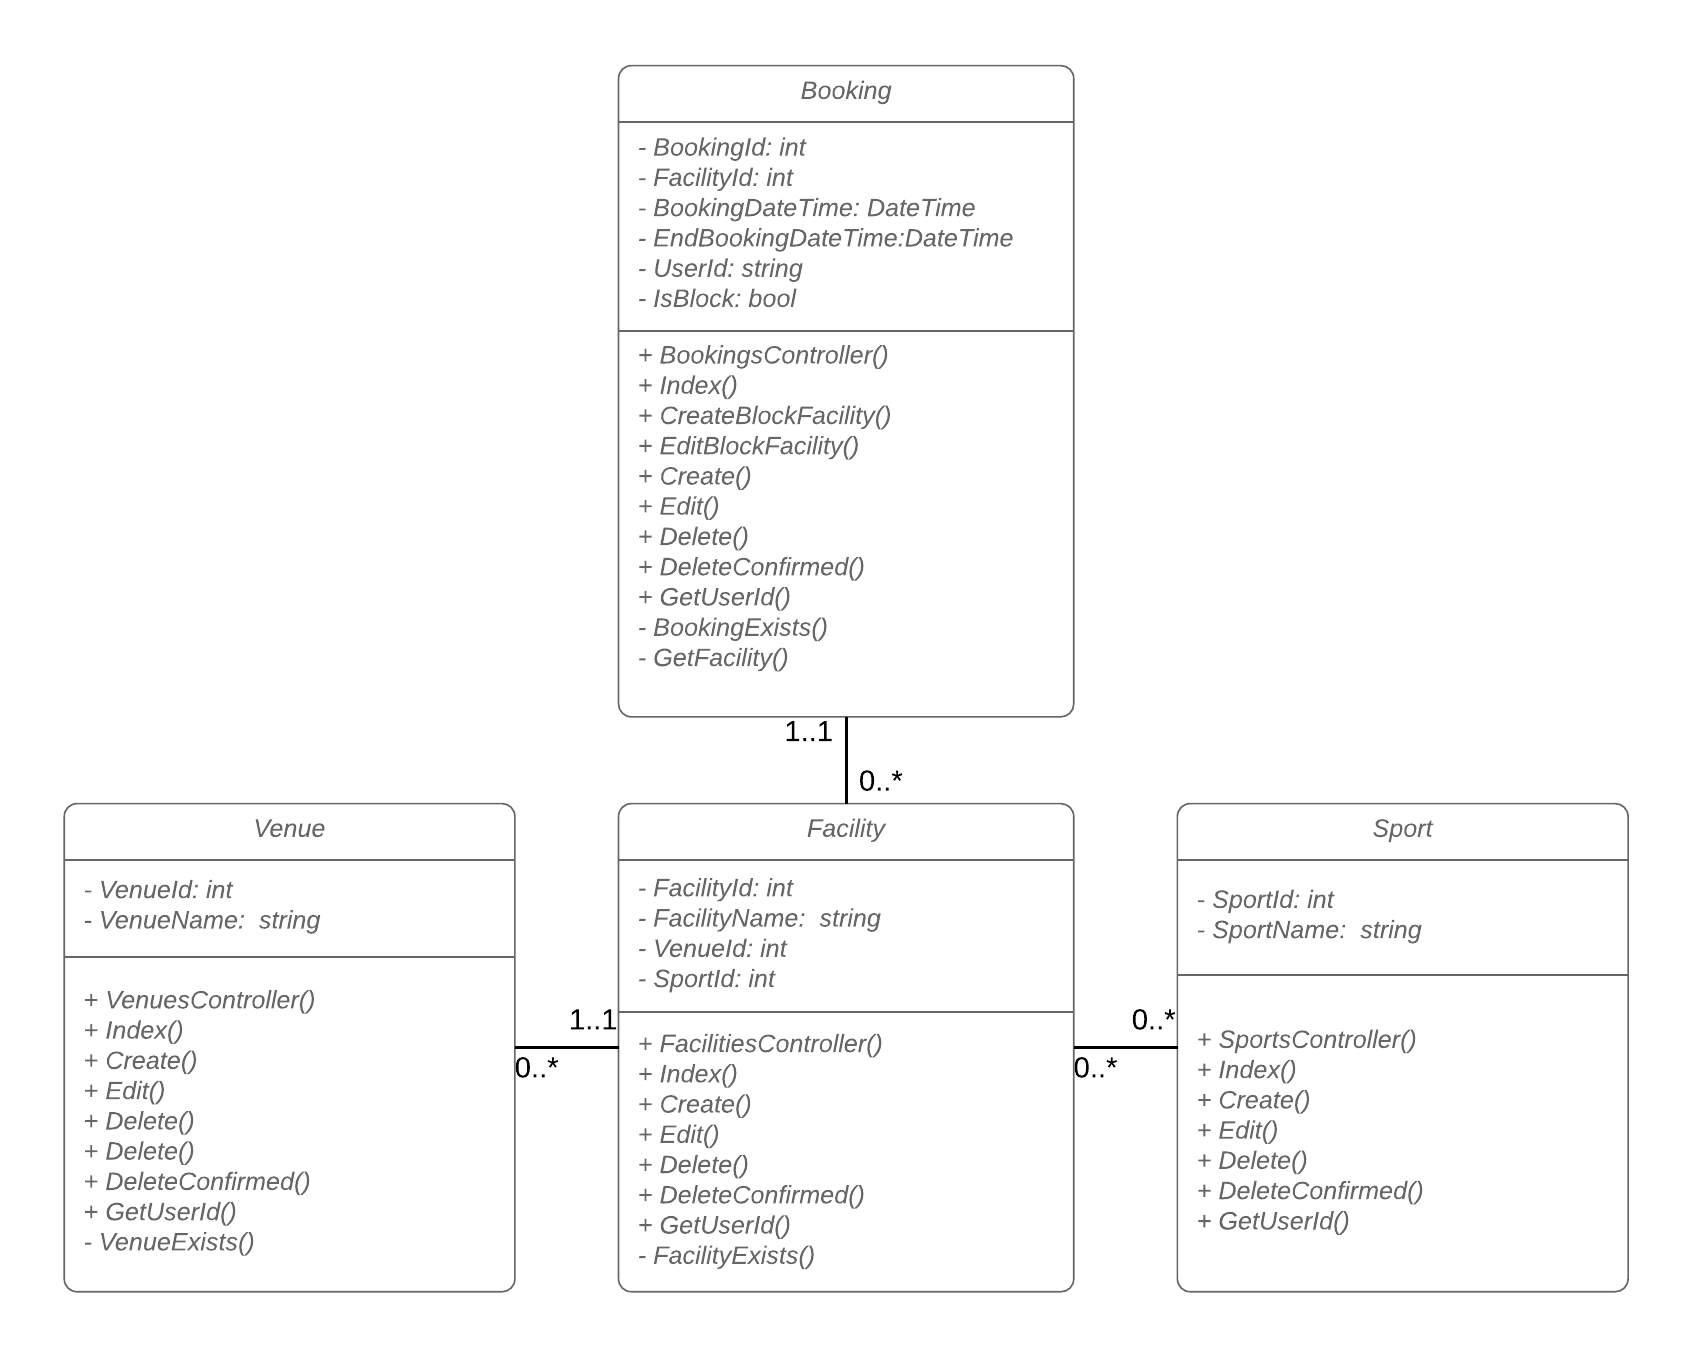 Booking
- BookingId: int
- FacilityId: int
- BookingDateTime: DateTime
- EndBookingDateTime:DateTime
- UserId: string
- IsBlock: bool
+ BookingsController()
+ Index()
+ CreateBlockFacility()
+ EditBlockFacility()
+ Create()
+ Edit()
+ Delete()
+ DeleteConfirmed()
+ GetUserId()
- BookingExists()
- GetFacility()
1..1
0..*
Venue
- VenueId: int
- VenueName:  string
+ VenuesController()
+ Index()
+ Create()
+ Edit()
+ Delete()
+ Delete()
+ DeleteConfirmed()
+ GetUserId()
- VenueExists()
1..1
0..*
Facility
- FacilityId: int
- FacilityName:  string
- VenueId: int
- SportId: int
+ FacilitiesController()
+ Index()
+ Create()
+ Edit()
+ Delete()
+ DeleteConfirmed()
+ GetUserId()
- FacilityExists()
0..*
0..*
Sport
- SportId: int
- SportName:  string
+ SportsController()
+ Index()
+ Create()
+ Edit()
+ Delete()
+ DeleteConfirmed()
+ GetUserId()